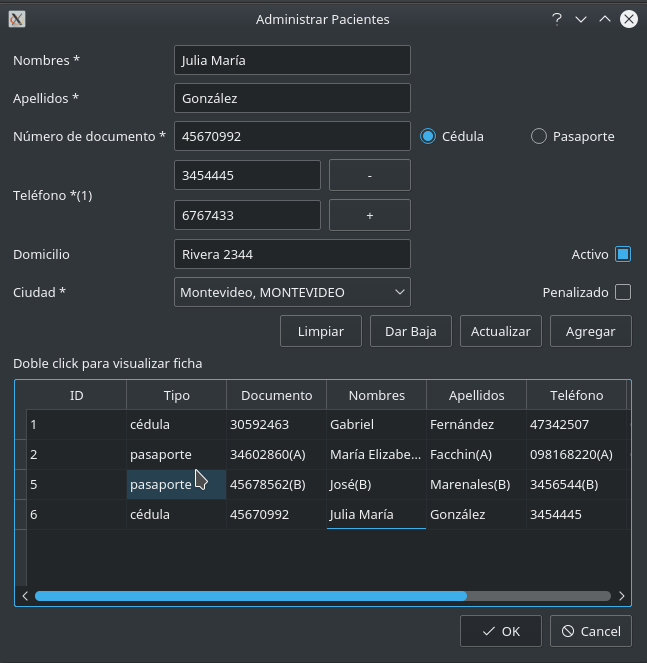 Administrar Pacientes
Nombres * Julia María
Apellidos * González
Número de documento * 45670992 Cédula Pasaporte
3454445 -
Teléfono *(1)
6767433 +
Domicilio Rivera 2344 Activo
Ciudad * Montevideo, MONTEVIDEO Penalizado
Limpiar Dar Baja Actualizar Agregar
Doble click para visualizar ficha
ID Tipo Documento Nombres Apellidos Teléfono
1 cédula 30592463 Gabriel Fernández 47342507
2 pasaporte 34602860(A) María Elizabe... Facchin(A) 098168220(A)
5 pasaporte 45678562(B) José(B) Marenales(B) 3456544(B)
6 cédula 45670992 Julia María González 3454445
OK Cancel